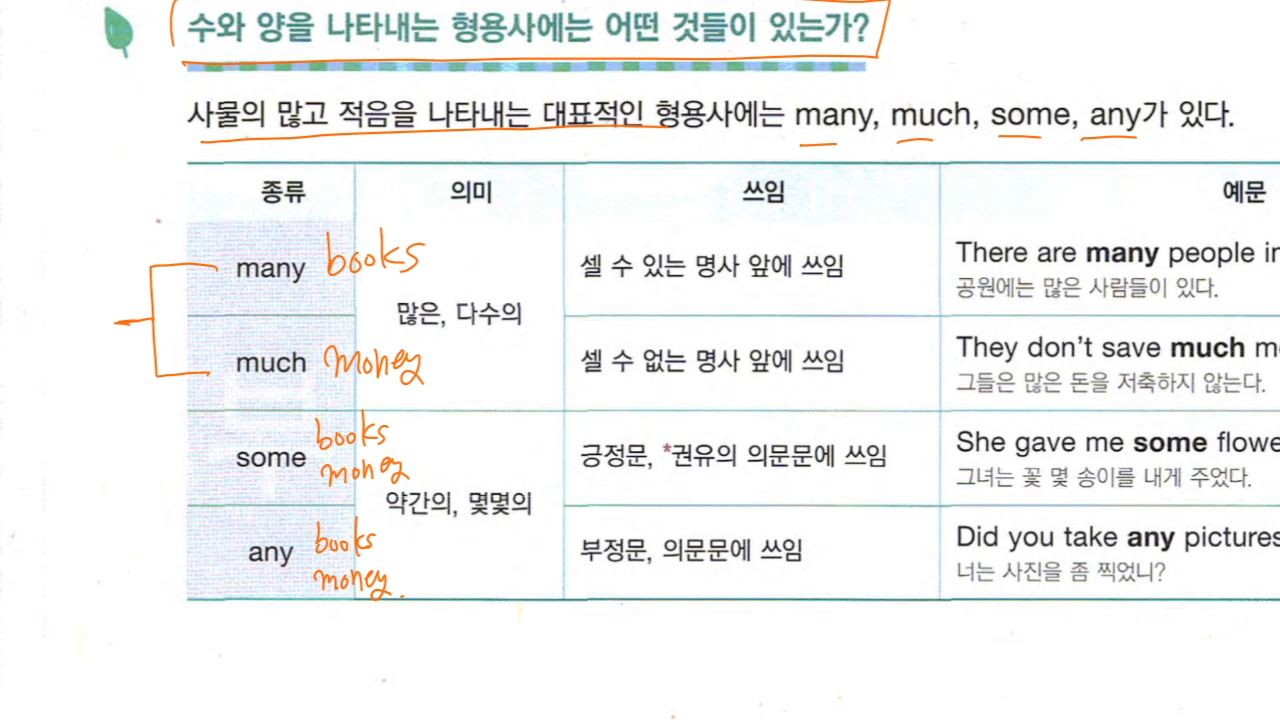 수와 양을 나타내는 형용사에는 어떤 것들이 있는가?
사물의 많고 적음을 나타내는 대표적인 형용사에는 many, much, some, any가 있다.
종류 의미 쓰임 예문
many books
많은, 다수의
셀 수 있는 명사 앞에 쓰임
There are many people in
공원에는 많은 사람들이 있다.
much money
셀 수 없는 명사 앞에 쓰임
They don't save much mo
그들은 많은 돈을 저축하지 않는다.
some books
money
약간의, 몇몇의
긍정문, *권유의 의문문에 쓰임
She gave me some flowe
그녀는 꽃 몇 송이를 내게 주었다.
any books
money.
부정문, 의문문에 쓰임
Did you take any pictures
너는 사진을 좀 찍었니?